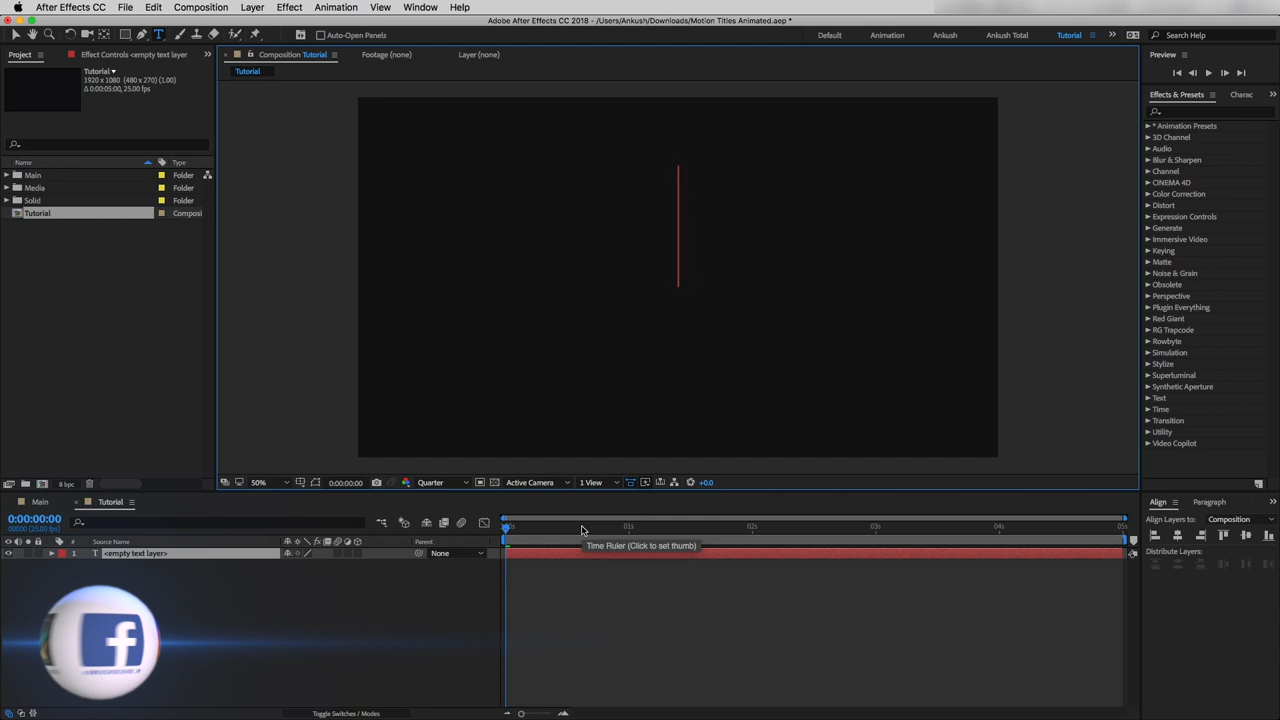 After Effects CC File Edit Composition Layer Effect Animation View Window Help
Adobe After Effects CC 2018 - /Users/Ankush/Downloads/Motion Titles Animated.aep *
Auto-Open Panels Default Animation Ankush Ankush Total Tutorial Search Help
Project Effect Controls <empty text layer Composition Tutorial Footage (none) Layer (none) Preview
Tutorial
1920 x 1080 (480 x 270) (1.00)
Δ 0:00:05:00, 25.00 fps
Tutorial
Effects & Presets Charac
* Animation Presets
3D Channel
Audio
Blur & Sharpen
Channel
CINEMA 4D
Color Correction
Distort
Expression Controls
Generate
Immersive Video
Keying
Matte
Noise & Grain
Obsolete
Perspective
Plugin Everything
Red Giant
RG Trapcode
Rowbyte
Simulation
Stylize
Superluminal
Synthetic Aperture
Text
Time
Transition
Utility
Video Copilot
Name Type
Main Folder
Media Folder
Solid Folder
Tutorial Composi
8 bpc
50% 0:00:00:00 Quarter Active Camera 1 View +0.0
Main Tutorial
0:00:00:00
00000 (25.00 fps)
# Source Name Parent
1 T <empty text layer> None
01s 02s 03s 04s 05s
Time Ruler (Click to set thumb)
Align Paragraph
Align Layers to: Composition
Distribute Layers:
f
Toggle Switches / Modes